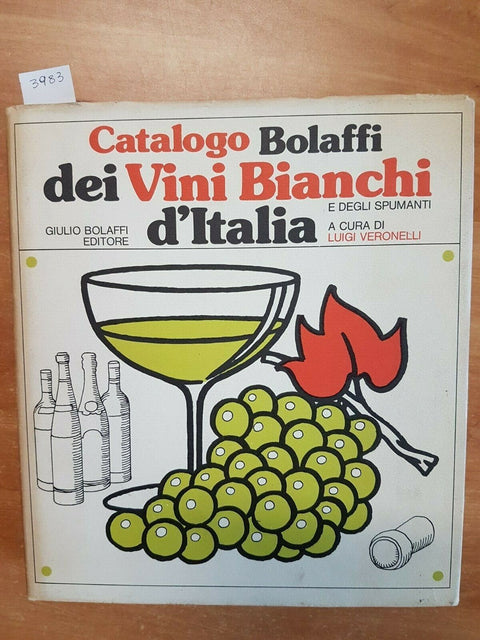 3983
Catalogo Bolaffi
dei Vini Bianchi
E DEGLI SPUMANTI
GIULIO BOLAFFI
EDITORE
d'Italia
A CURA DI
LUIGI VERONELLI